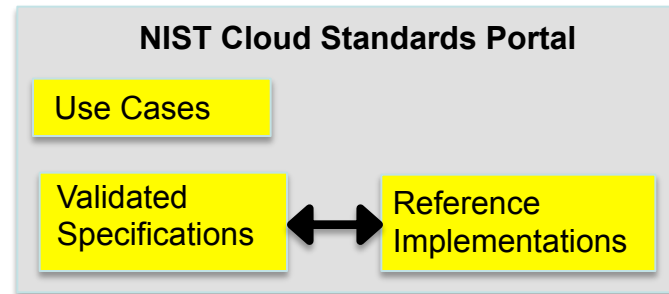 NIST Cloud Standards Portal
Use Cases
Validated
Specifications
Reference
Implementations